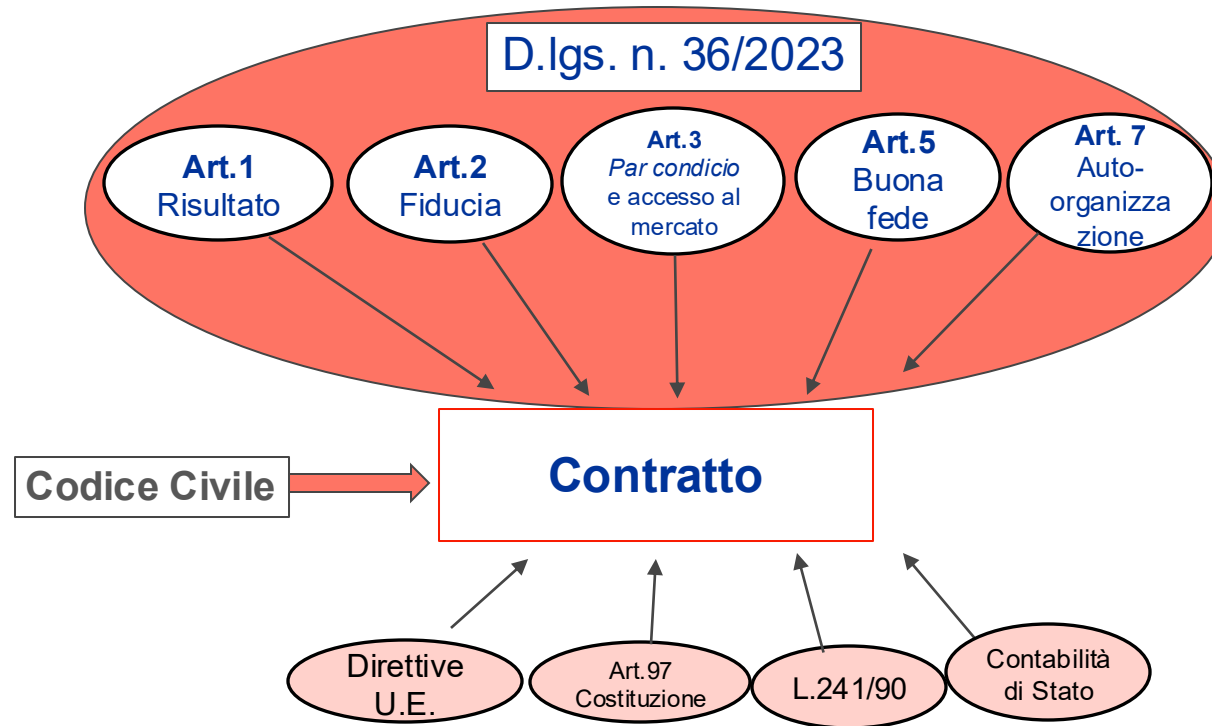 D.lgs. n. 36/2023
Art.1
Risultato
Art.2
Fiducia
Art.3
Par condicio
e accesso al
mercato
Art.5
Buona
fede
Art. 7
Auto-
organizza
zione
Codice Civile
Contratto
Direttive
U.E.
Art.97
Costituzione
L.241/90
Contabilità
di Stato